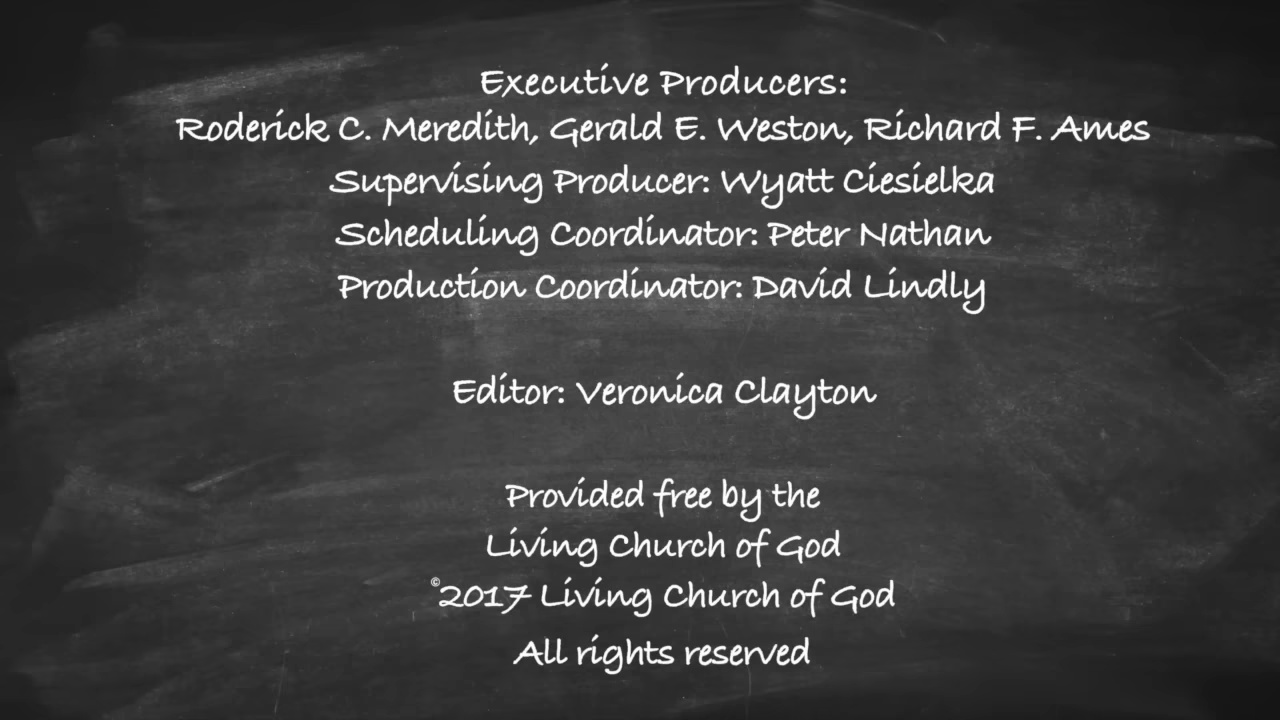 Executive Producers:
Roderick C. Meredith, Gerald E. Weston, Richard F. Ames
Supervising Producer: Wyatt Ciesielka
Scheduling Coordinator: Peter Nathan
Production Coordinator: David Lindly
Editor: Veronica Clayton
Provided free by the
Living Church of God
©2017 Living Church of God
All rights reserved